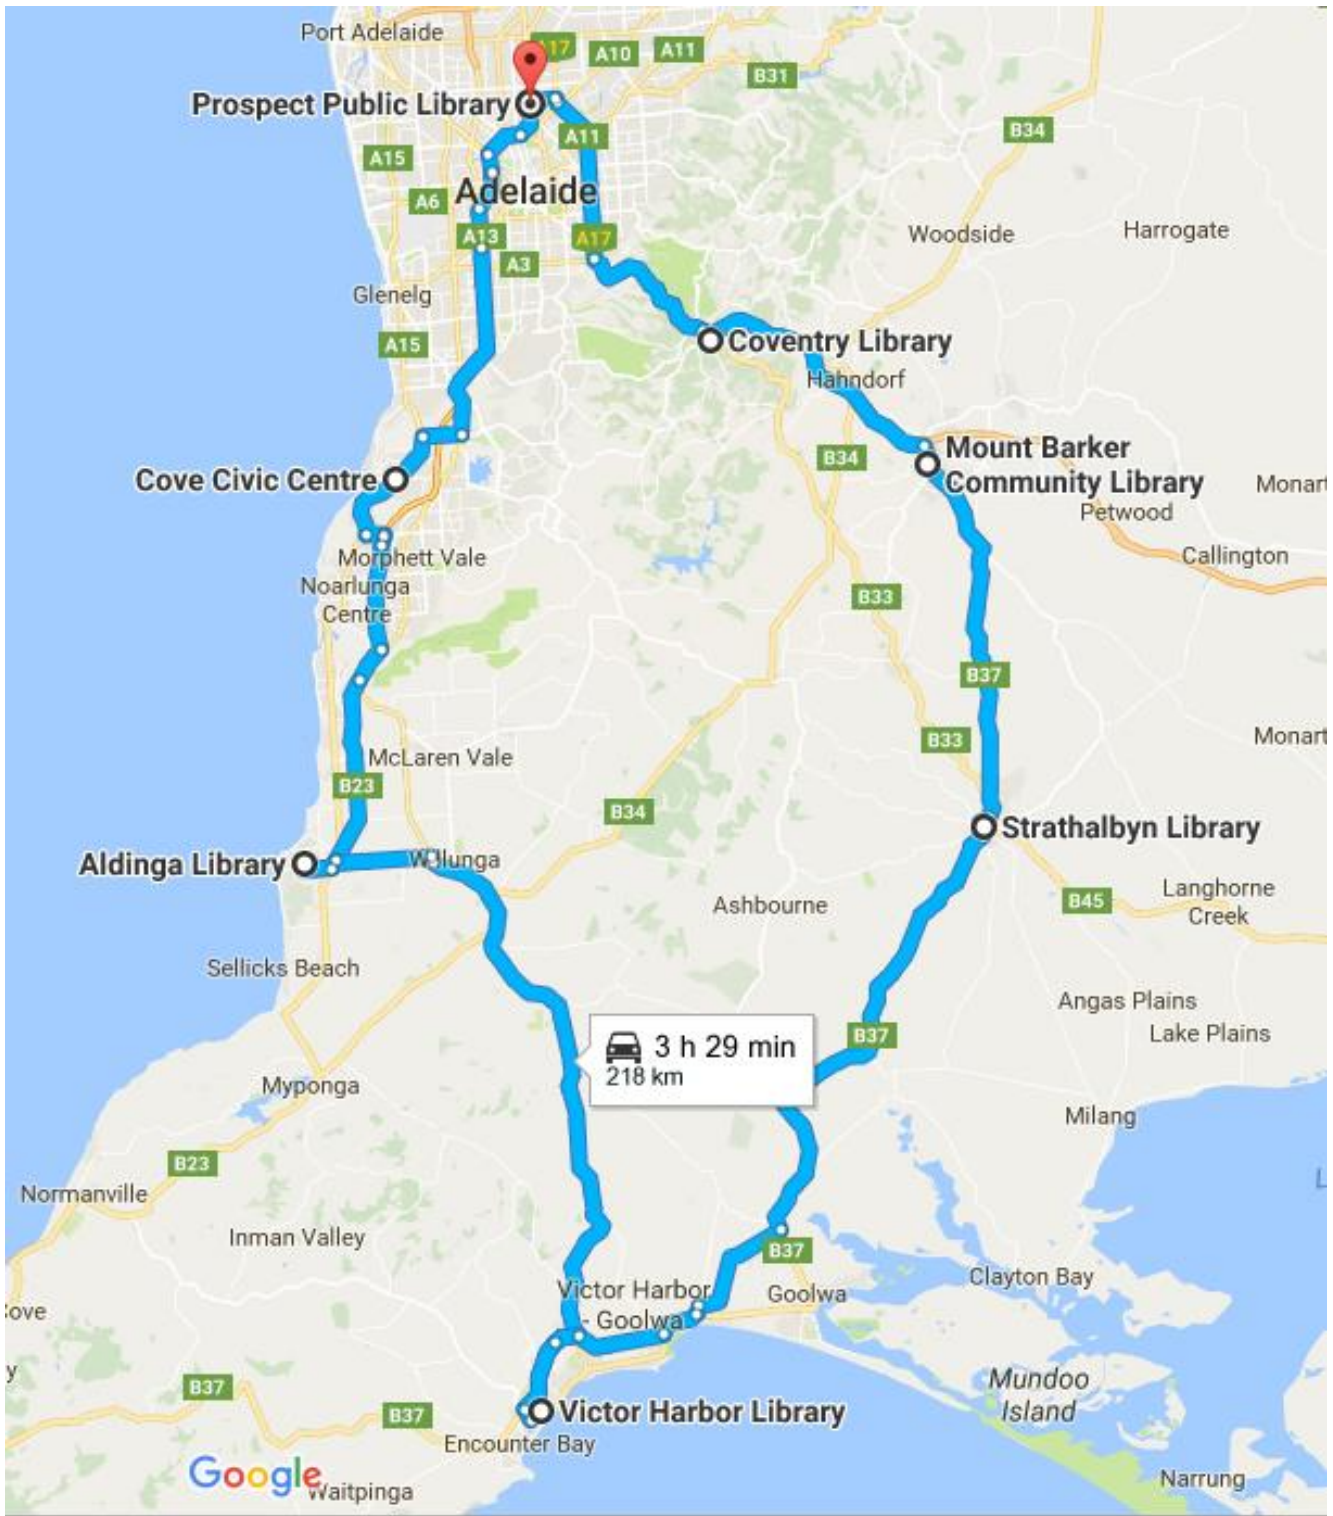 Port Adelaide
A17
A10
A11
B31
Prospect Public Library
A11
B34
A15
Adelaide
A6
A13
A17
A3
Woodside
Harrogate
Glenelg
A15
Coventry Library
Hahndorf
B34
Mount Barker
Community Library
Cove Civic Centre
Monart
Petwood
Callington
Morphett Vale
Noarlunga
Centre
B33
B37
B33
Monart
McLaren Vale
B23
B34
Strathalbyn Library
Aldinga Library
Willunga
Ashbourne
B45
Langhorne
Creek
Sellicks Beach
Angas Plains
B37
Lake Plains
3 h 29 min
218 km
Myponga
Milang
B23
Normanville
Inman Valley
B37
Clayton Bay
Victor Harbor
- Goolwa
Goolwa
ove
y
B37
B37
Mundoo
Island
Victor Harbor Library
Encounter Bay
Google
Waitpinga
Narrung
L